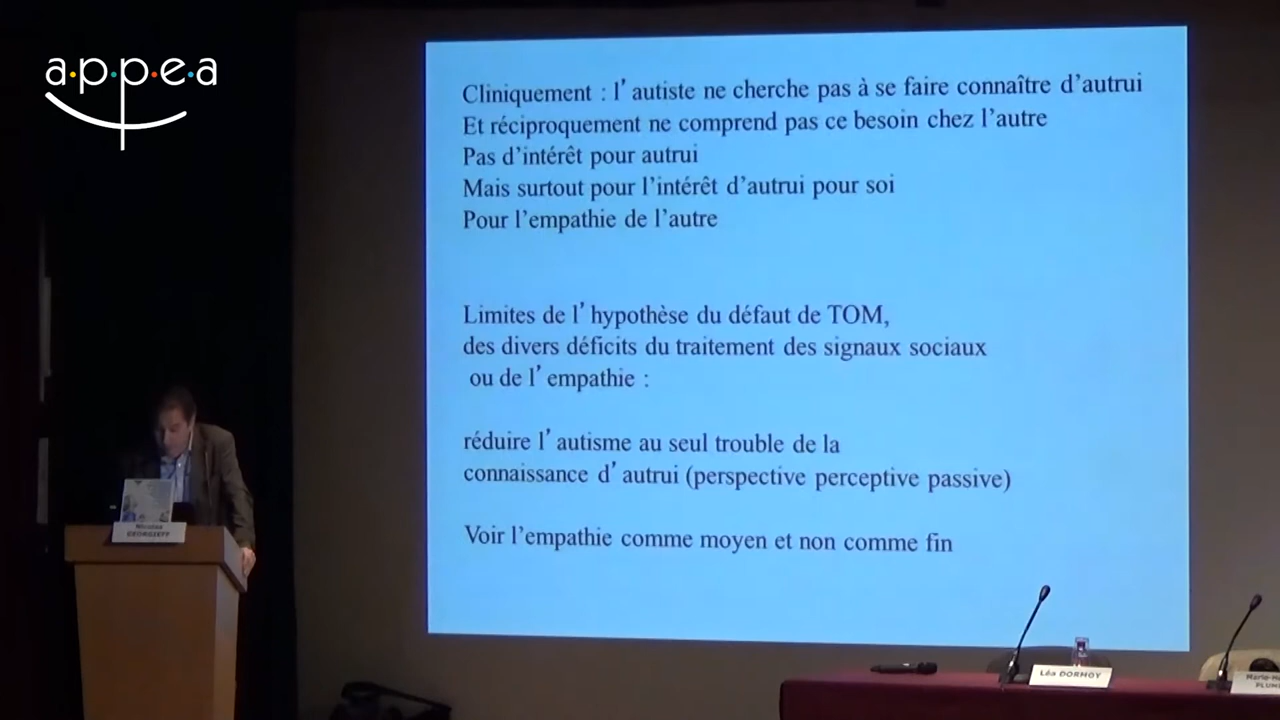 a.p.p.e.a
Cliniquement : l’ autiste ne cherche pas à se faire connaître d’autrui
Et réciproquement ne comprend pas ce besoin chez l’autre
Pas d’intérêt pour autrui
Mais surtout pour l’intérêt d’autrui pour soi
Pour l’empathie de l’autre
Limites de l’ hypothèse du défaut de TOM,
des divers déficits du traitement des signaux sociaux
ou de l’ empathie :
réduire l’ autisme au seul trouble de la
connaissance d’ autrui (perspective perceptive passive)
Voir l’empathie comme moyen et non comme fin
Nicolas
GEORGIEFF
Léa DORMOY